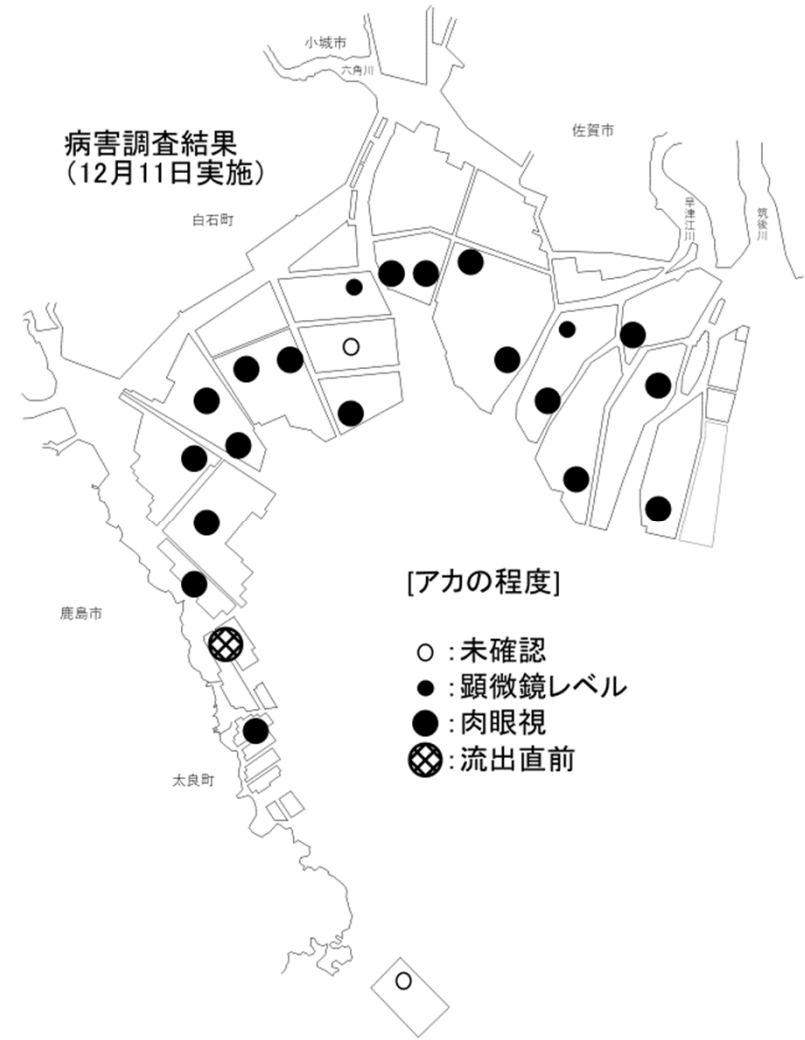 小城市
六角川
佐賀市
病害調査結果
（12月11日実施）
白石町
早津江川
筑後川
[アカの程度]
鹿島市
○：未確認
●：顕微鏡レベル
●：肉眼視
：流出直前
太良町